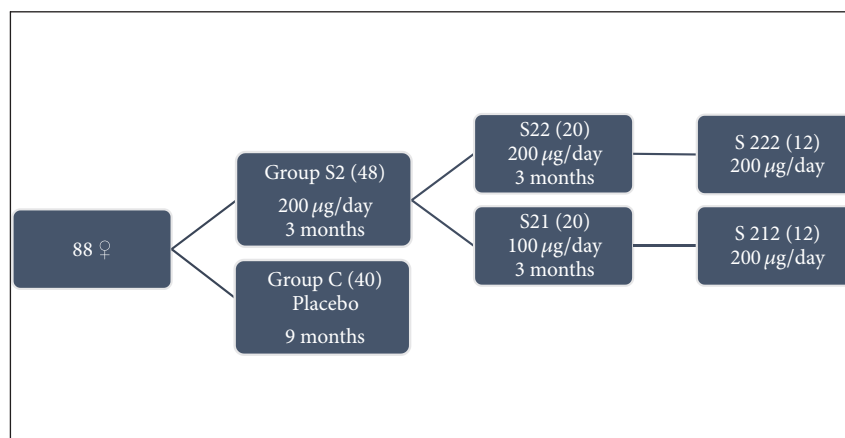 88 ♀
Group S2 (48)
200 μg/day
3 months
Group C (40)
Placebo
9 months
S22 (20)
200 μg/day
3 months
S21 (20)
100 μg/day
3 months
S 222 (12)
200 μg/day
S 212 (12)
200 μg/day